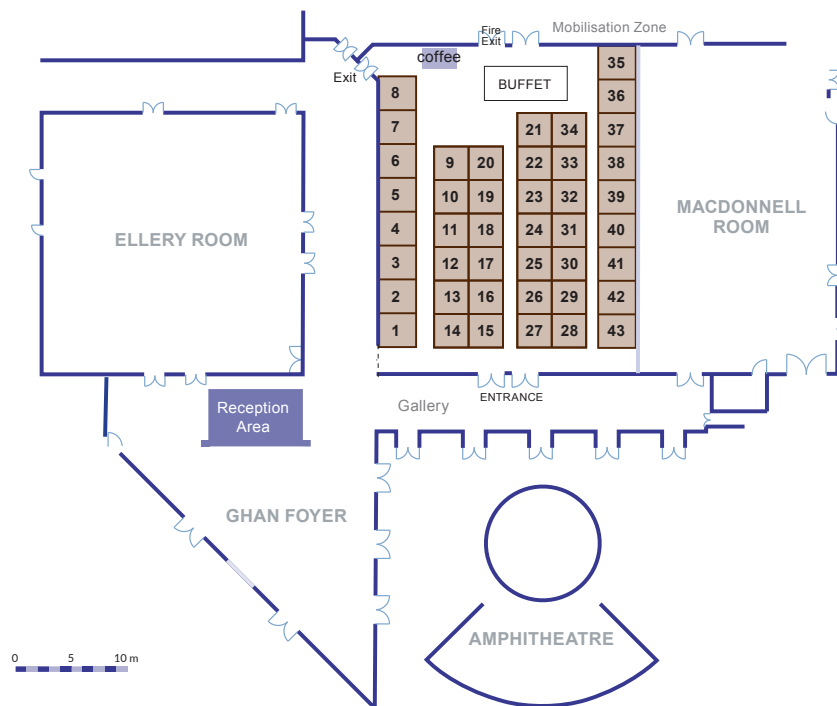 Mobilisation Zone
Fire
Exit
coffee
Exit
BUFFET
35
8
36
7
21 34
37
6
9 20
22 33
38
5
10 19
23 32
39
4
11 18
24 31
40
3
12 17
25 30
41
2
13 16
26 29
42
1
14 15
27 28
43
ELLERY ROOM
MACDONNELL
ROOM
ENTRANCE
Gallery
Reception
Area
GHAN FOYER
AMPHITHEATRE
0 5 10 m